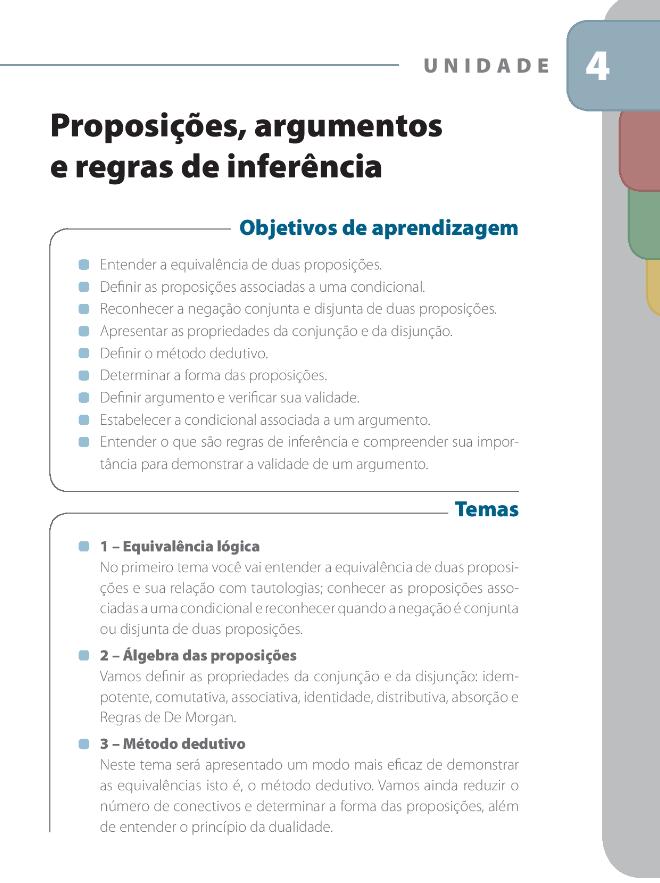 UNIDADE 4
Proposições, argumentos
e regras de inferência
Objetivos de aprendizagem
Entender a equivalência de duas proposições.
Definir as proposições associadas a uma condicional.
Reconhecer a negação conjunta e disjunta de duas proposições.
Apresentar as propriedades da conjunção e da disjunção.
Definir o método dedutivo.
Determinar a forma das proposições.
Definir argumento e verificar sua validade.
Estabelecer a condicional associada a um argumento.
Entender o que são regras de inferência e compreender sua impor-
tância para demonstrar a validade de um argumento.
Temas
1 – Equivalência lógica
No primeiro tema você vai entender a equivalência de duas proposi-
ções e sua relação com tautologias; conhecer as proposições asso-
ciadas a uma condicional e reconhecer quando a negação é conjunta
ou disjunta de duas proposições.
2 – Álgebra das proposições
Vamos definir as propriedades da conjunção e da disjunção: idem-
potente, comutativa, associativa, identidade, distributiva, absorção e
Regras de De Morgan.
3 – Método dedutivo
Neste tema será apresentado um modo mais eficaz de demonstrar
as equivalências isto é, o método dedutivo. Vamos ainda reduzir o
número de conectivos e determinar a forma das proposições, além
de entender o princípio da dualidade.